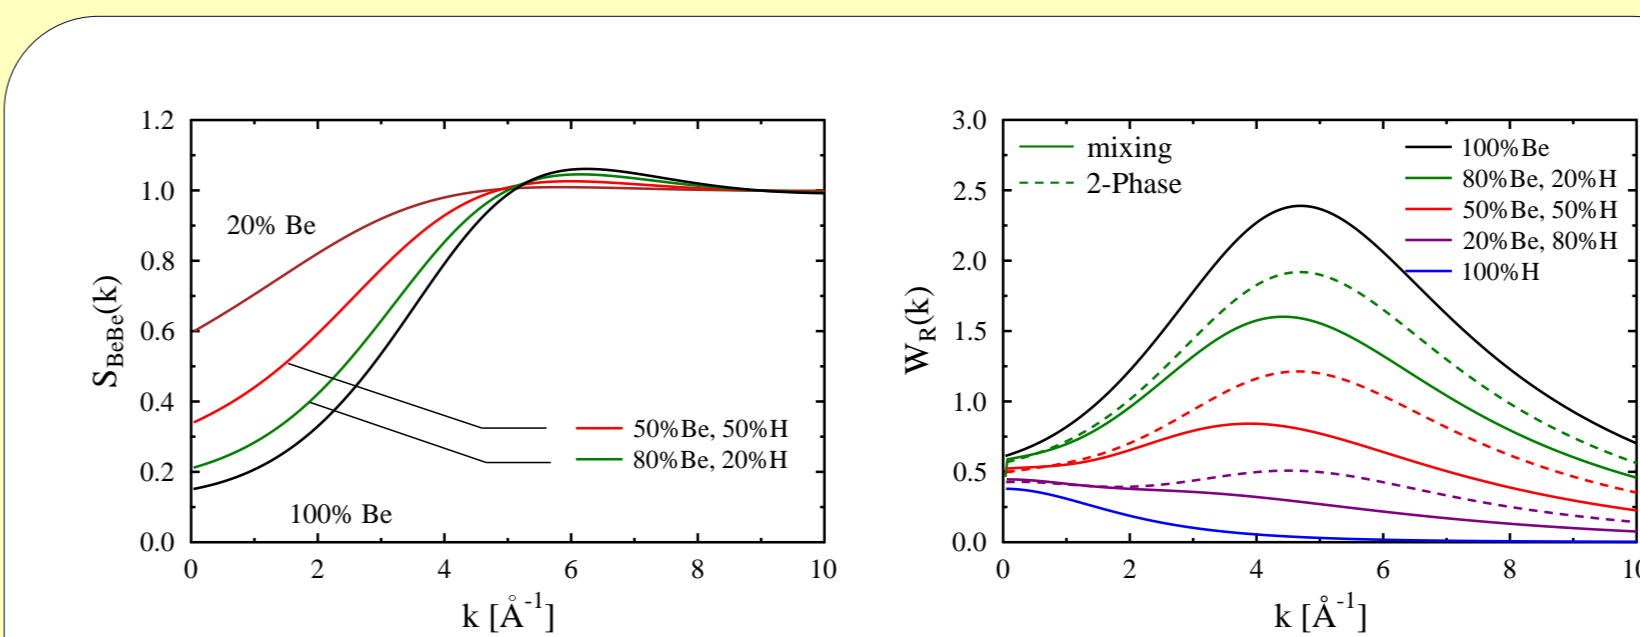 1.2
1.0
0.8
0.6
0.4
0.2
0.0
0 2 4 6 8 10
S_BeBe(k)
k [Å⁻¹]
20% Be
100% Be
50%Be, 50%H
80%Be, 20%H
3.0
2.5
2.0
1.5
1.0
0.5
0.0
0 2 4 6 8
W_R(k)
k [Å⁻¹]
mixing
2-Phase
100%Be
80%Be, 20%H
50%Be, 50%H
20%Be, 80%H
100%H